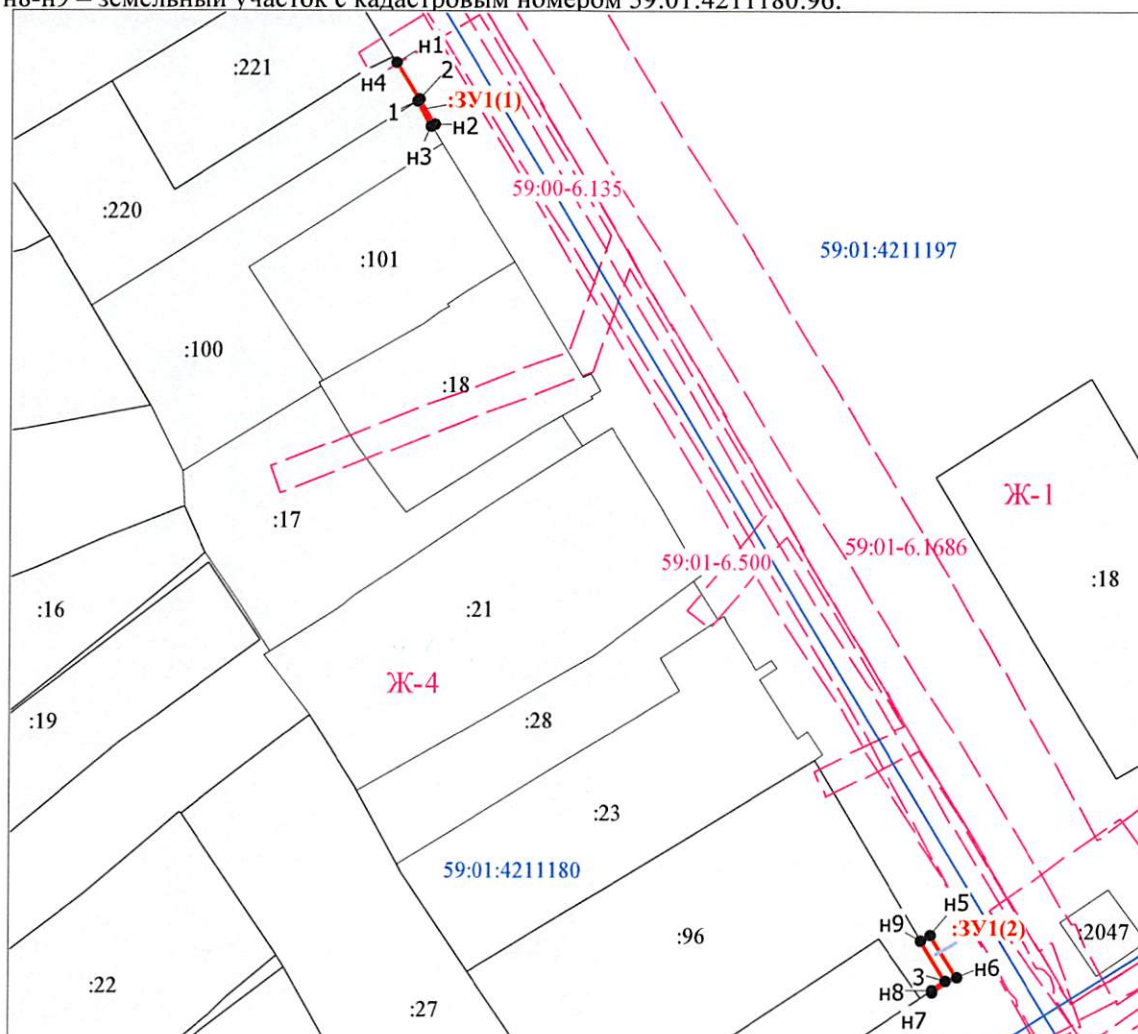 н8-н9 – земельный участок с кадастровым номером 59:01:4211180:96.
н1
:221
н4
2
:ЗУ1(1)
1
н2
н3
59:00-6.135
:220
59:01:4211197
:101
:100
:18
Ж-1
:17
59:01-6.1686
59:01-6.500
:18
:16
:21
Ж-4
:19
:28
:23
59:01:4211180
н5
н9
:ЗУ1(2)
:2047
:96
н6
3
:22
н8
:27
н7